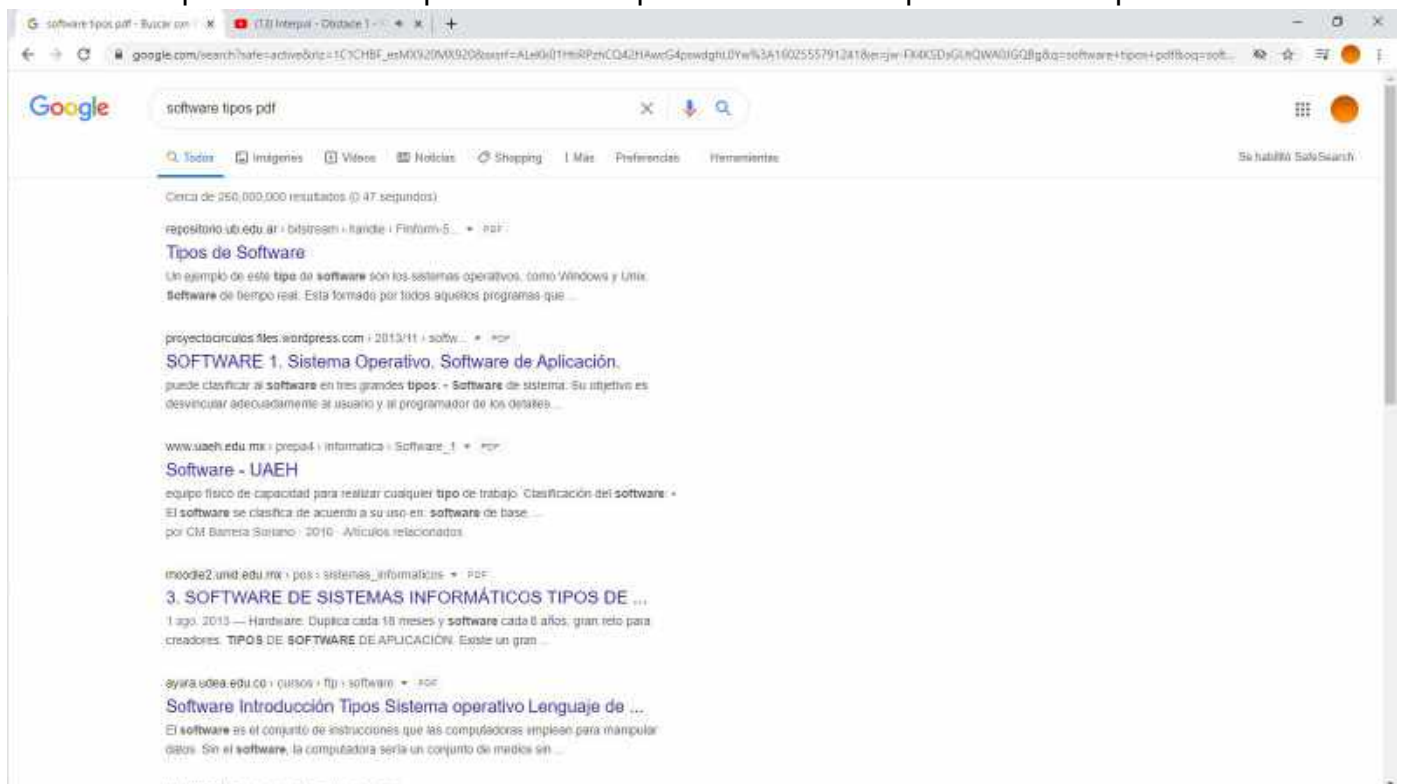 software tipos pdf - Buscar con
(13) Interpol - Obstacle 1 -
Google
software tipos pdf
Todos Imágenes Videos Noticias Shopping Más Preferencias Herramientas
Se habilitó SafeSearch
Cerca de 260,000,000 resultados (0.47 segundos)
repositorio.ub.edu.ar › bitstream › handle › PDF
Tipos de Software
Un ejemplo de este tipo de software son los sistemas operativos, como Windows y Unix.
Software de tiempo real. Esta formado por todos aquellos programas que ...
proyectocirculos.files.wordpress.com › 2013/11 › softw... PDF
SOFTWARE 1. Sistema Operativo. Software de Aplicación.
puede clasificar al software en tres grandes tipos: - Software de sistema: Su objetivo es
desvincular adecuadamente al usuario y al programador de los detalles ...
www.uaeh.edu.mx › prepa4 › informatica › Software_1 PDF
Software - UAEH
equipo físico de capacidad para realizar cualquier tipo de trabajo. Clasificación del software: •
El software se clasifica de acuerdo a su uso en: software de base. ...
por CM Barrera Soriano · 2010 · Artículos relacionados
moodle2.unid.edu.mx › pos › sistemas_informaticos PDF
3. SOFTWARE DE SISTEMAS INFORMÁTICOS TIPOS DE ...
1 ago. 2013 — Hardware: Duplica cada 18 meses y software cada 8 años, gran reto para
creadores. TIPOS DE SOFTWARE DE APLICACIÓN. Existe un gran ...
ayura.udea.edu.co › cursos › ftp › software PDF
Software Introducción Tipos Sistema operativo Lenguaje de ...
El software es el conjunto de instrucciones que las computadoras emplean para manipular
datos. Sin el software, la computadora sería un conjunto de medios sin ...